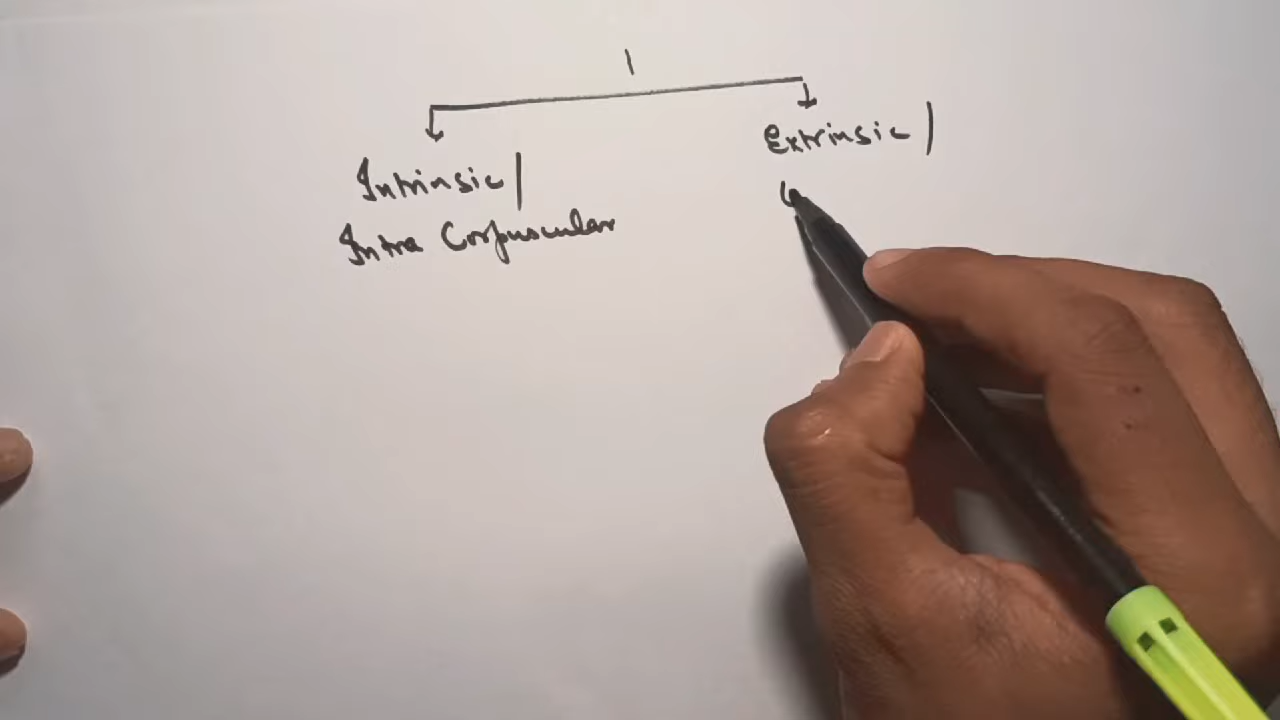 Extrinsic /
Intrinsic /
Intra Corpuscular